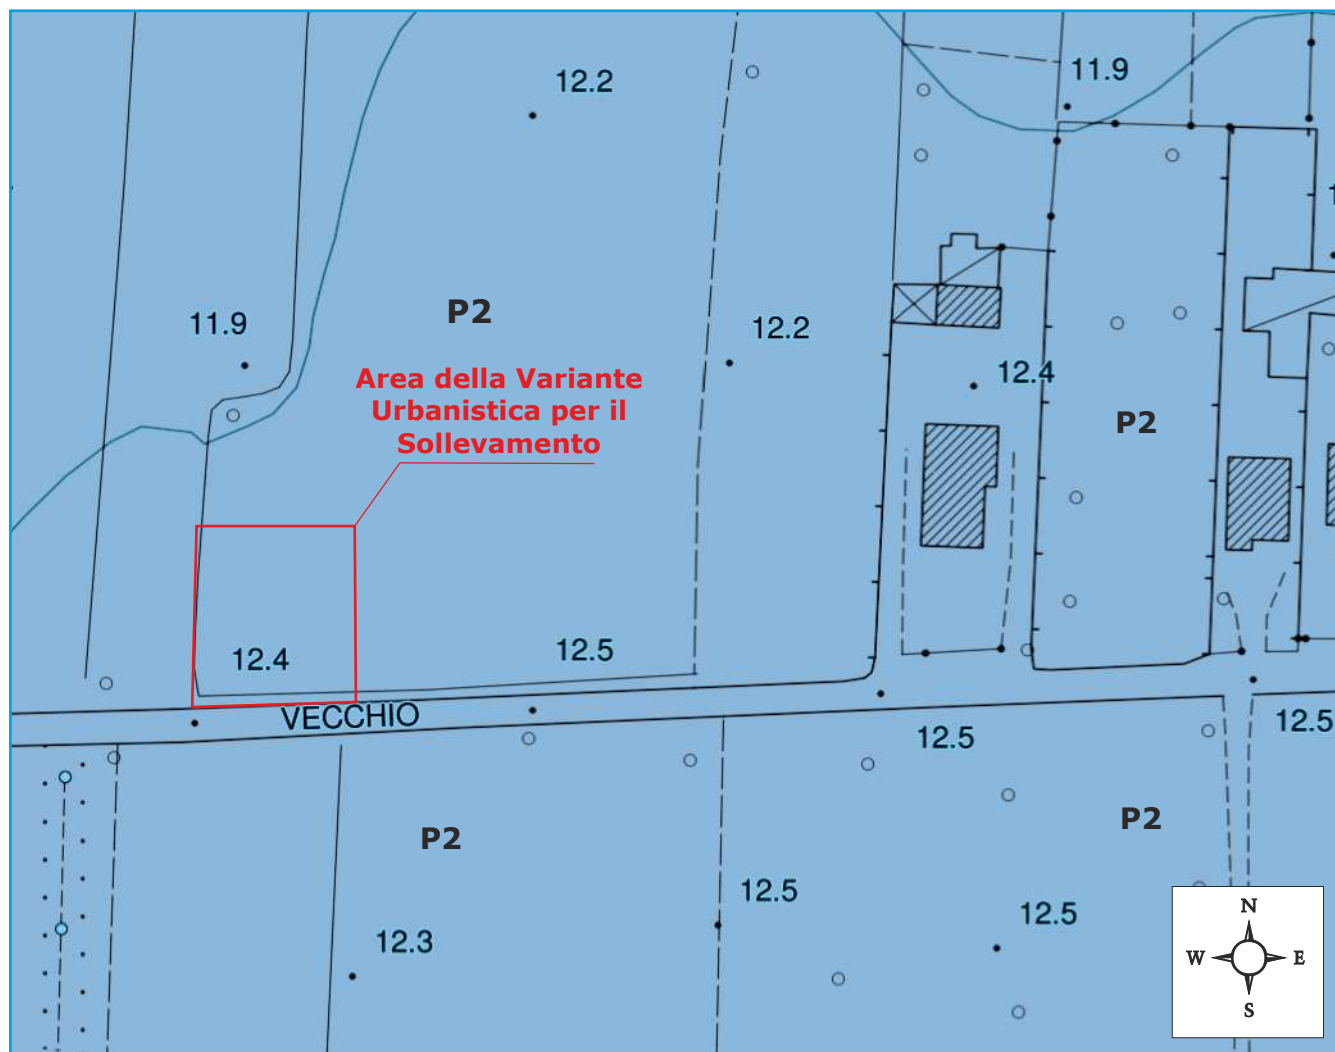 12.2
11.9
11.9
P2
12.2
12.4
Area della Variante
Urbanistica per il
Sollevamento
P2
12.4
12.5
VECCHIO
12.5
12.5
P2
P2
12.5
12.5
12.3
N
W E
S